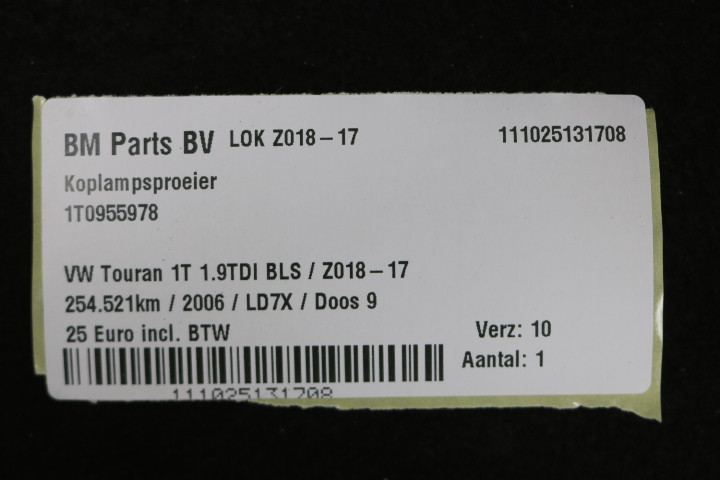 BM Parts BV LOK Z018-17 111025131708
Koplampsproeier
1T0955978
VW Touran 1T 1.9TDI BLS / Z018-17
254.521km / 2006 / LD7X / Doos 9
25 Euro incl. BTW Verz: 10
Aantal: 1
111025131708